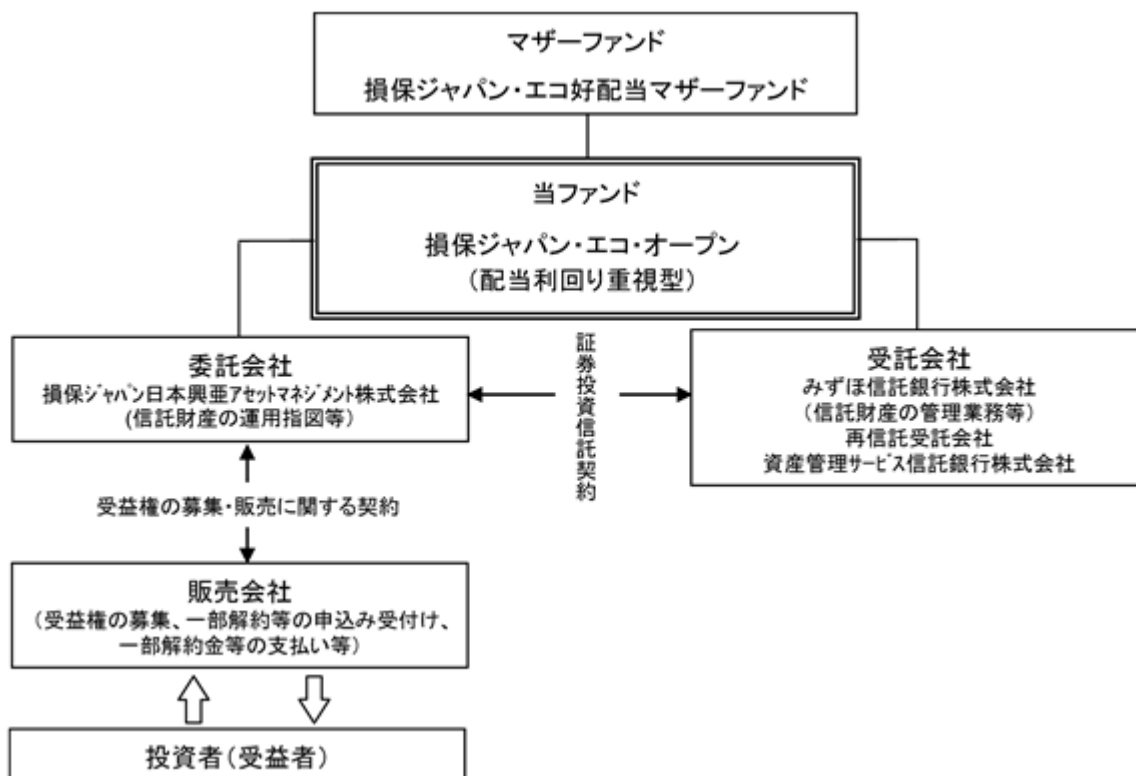 マザーファンド
損保ジャパン・エコ好配当マザーファンド
当ファンド
損保ジャパン・エコ・オープン
（配当利回り重視型）
委託会社
損保ジャパン日本興亜アセットマネジメント株式会社
(信託財産の運用指図等）
証券投資信託契約
受託会社
みずほ信託銀行株式会社
（信託財産の管理業務等）
再信託受託会社
資産管理サービス信託銀行株式会社
受益権の募集・販売に関する契約
販売会社
（受益権の募集、一部解約等の申込み受付け、
一部解約金等の支払い等）
投資者（受益者）